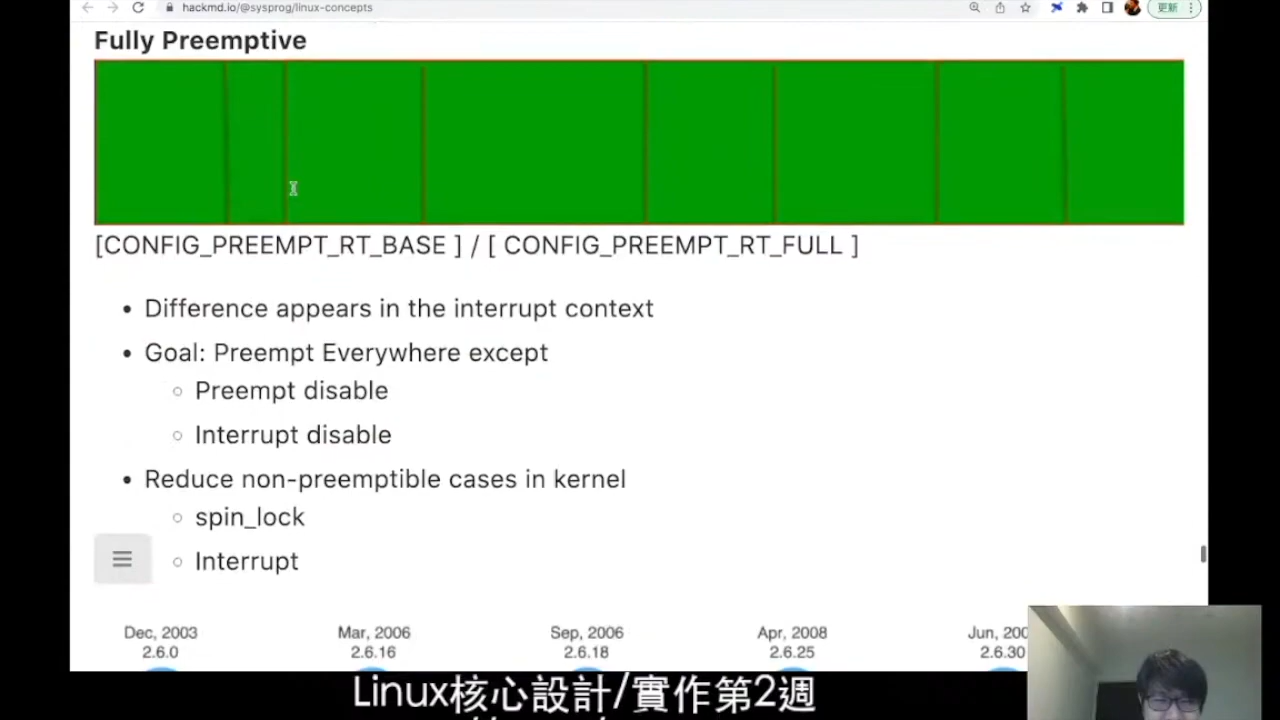 hackmd.io/@sysprog/linux-concepts
更新
Fully Preemptive
[CONFIG_PREEMPT_RT_BASE ] / [ CONFIG_PREEMPT_RT_FULL ]
Difference appears in the interrupt context
Goal: Preempt Everywhere except
Preempt disable
Interrupt disable
Reduce non-preemptible cases in kernel
spin_lock
Interrupt
Dec, 2003 Mar, 2006 Sep, 2006 Apr, 2008 Jun,
2.6.0 2.6.16 2.6.18 2.6.25 2.6.30
Linux核心設計/實作第2週